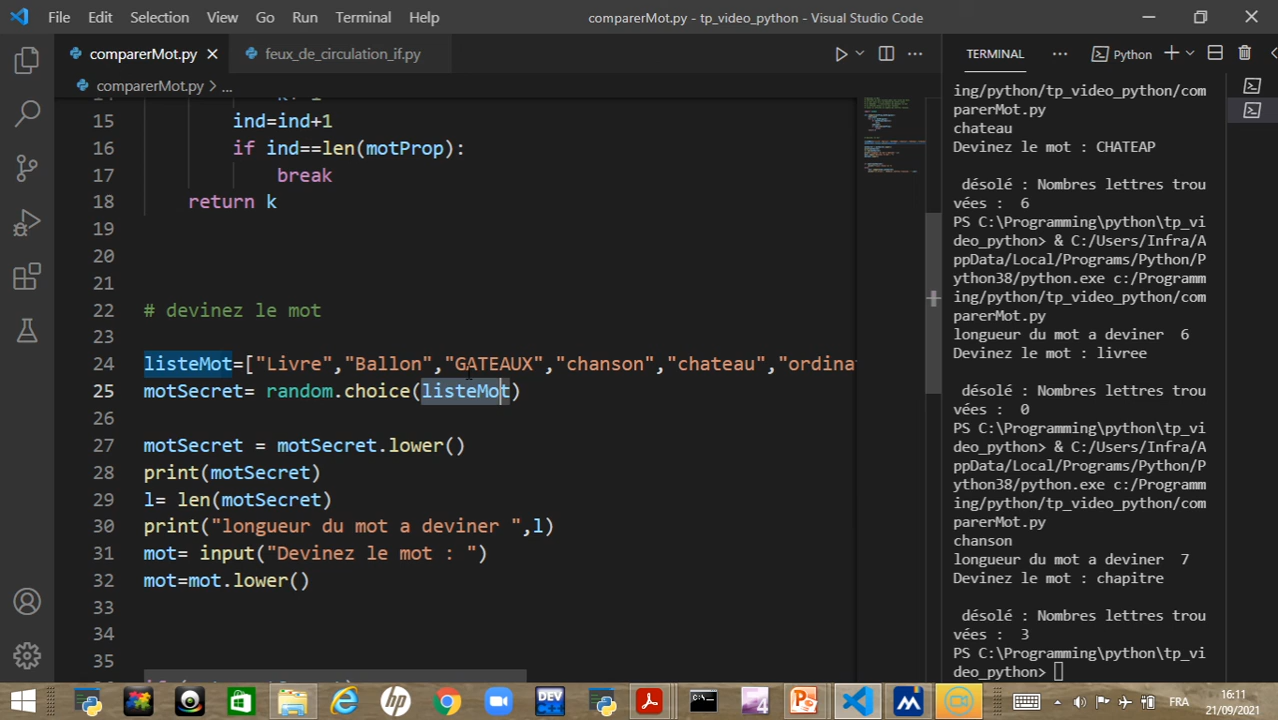 File Edit Selection View Go Run Terminal Help comparerMot.py - tp_video_python - Visual Studio Code
comparerMot.py feux_de_circulation_if.py
comparerMot.py > ...
15 ind=ind+1
16 if ind==len(motProp):
17 break
18 return k
19
20
21
22 # devinez le mot
23
24 listeMot=["Livre","Ballon","GATEAUX","chanson","chateau","ordinat
25 motSecret= random.choice(listeMot)
26
27 motSecret = motSecret.lower()
28 print(motSecret)
29 l= len(motSecret)
30 print("longueur du mot a deviner ",l)
31 mot= input("Devinez le mot : ")
32 mot=mot.lower()
33
34
35
TERMINAL ... Python
ing/python/tp_video_python/com
parerMot.py
chateau
Devinez le mot : CHATEAP
désolé : Nombres lettres trou
vées : 6
PS C:\Programming\python\tp_vi
deo_python> & C:/Users/Infra/A
ppData/Local/Programs/Python/P
ython38/python.exe c:/Programm
ing/python/tp_video_python/com
parerMot.py
longueur du mot a deviner 6
Devinez le mot : livree
désolé : Nombres lettres trou
vées : 0
PS C:\Programming\python\tp_vi
deo_python> & C:/Users/Infra/A
ppData/Local/Programs/Python/P
ython38/python.exe c:/Programm
ing/python/tp_video_python/com
parerMot.py
chanson
longueur du mot a deviner 7
Devinez le mot : chapitre
désolé : Nombres lettres trou
vées : 3
PS C:\Programming\python\tp_vi
deo_python>
DEV
FRA
16:11
21/09/2021